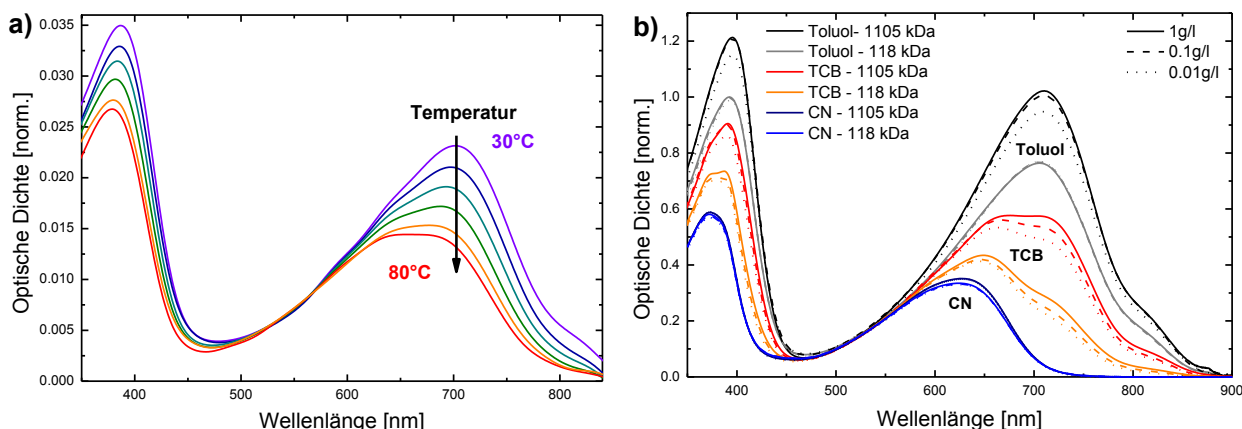 a)
Optische Dichte [norm.]
0.035
0.030
0.025
0.020
0.015
0.010
0.005
0.000
400
500
600
700
800
Wellenlänge [nm]
Temperatur
30°C
80°C
b)
Optische Dichte [norm.]
1.2
1.0
0.8
0.6
0.4
0.2
0.0
400
500
600
700
800
900
Wellenlänge [nm]
Toluol- 1105 kDa
Toluol - 118 kDa
TCB - 1105 kDa
TCB - 118 kDa
CN - 1105 kDa
CN - 118 kDa
1g/l
0.1g/l
0.01g/l
Toluol
TCB
CN